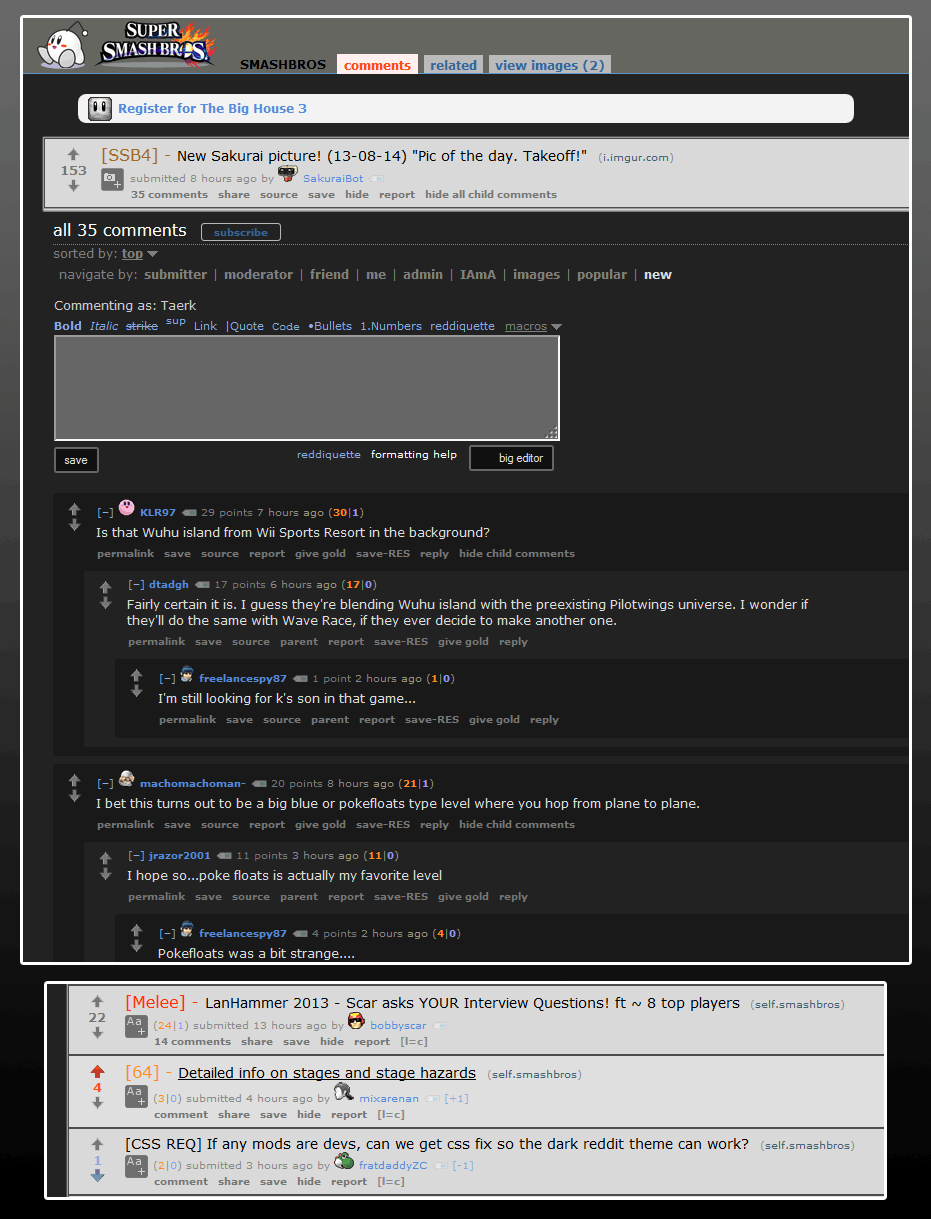 SUPER
SMASH BROS.
SMASHBROS comments related view images (2)
Register for The Big House 3
[SSB4] - New Sakurai picture! (13-08-14) "Pic of the day. Takeoff!" (i.imgur.com)
153
submitted 8 hours ago by SakuraiBot
35 comments share source save hide report hide all child comments
all 35 comments subscribe
sorted by: top
navigate by: submitter | moderator | friend | me | admin | IAmA | images | popular | new
Commenting as: Taerk
Bold Italic strike sup Link |Quote Code •Bullets 1.Numbers reddiquette macros
save reddiquette formatting help big editor
[−] KLR97 29 points 7 hours ago (30|1)
Is that Wuhu island from Wii Sports Resort in the background?
permalink save source report give gold save-RES reply hide child comments
[−] dtadgh 17 points 6 hours ago (17|0)
Fairly certain it is. I guess they're blending Wuhu island with the preexisting Pilotwings universe. I wonder if
they'll do the same with Wave Race, if they ever decide to make another one.
permalink save source parent report save-RES give gold reply
[−] freelancespy87 1 point 2 hours ago (1|0)
I'm still looking for k's son in that game...
permalink save source parent report save-RES give gold reply
[−] machomachoman- 20 points 8 hours ago (21|1)
I bet this turns out to be a big blue or pokefloats type level where you hop from plane to plane.
permalink save source report give gold save-RES reply hide child comments
[−] jrazor2001 11 points 3 hours ago (11|0)
I hope so...poke floats is actually my favorite level
permalink save source parent report save-RES give gold reply
[−] freelancespy87 4 points 2 hours ago (4|0)
Pokefloats was a bit strange....
[Melee] - LanHammer 2013 - Scar asks YOUR Interview Questions! ft ~ 8 top players (self.smashbros)
22
Aa (24|1) submitted 13 hours ago by bobbyscar
14 comments share save hide report [l=c]
[64] - Detailed info on stages and stage hazards (self.smashbros)
4
Aa (3|0) submitted 4 hours ago by mixarenan [+1]
comment share save hide report [l=c]
[CSS REQ] If any mods are devs, can we get css fix so the dark reddit theme can work? (self.smashbros)
1
Aa (2|0) submitted 3 hours ago by fratdaddyZC [-1]
comment share save hide report [l=c]